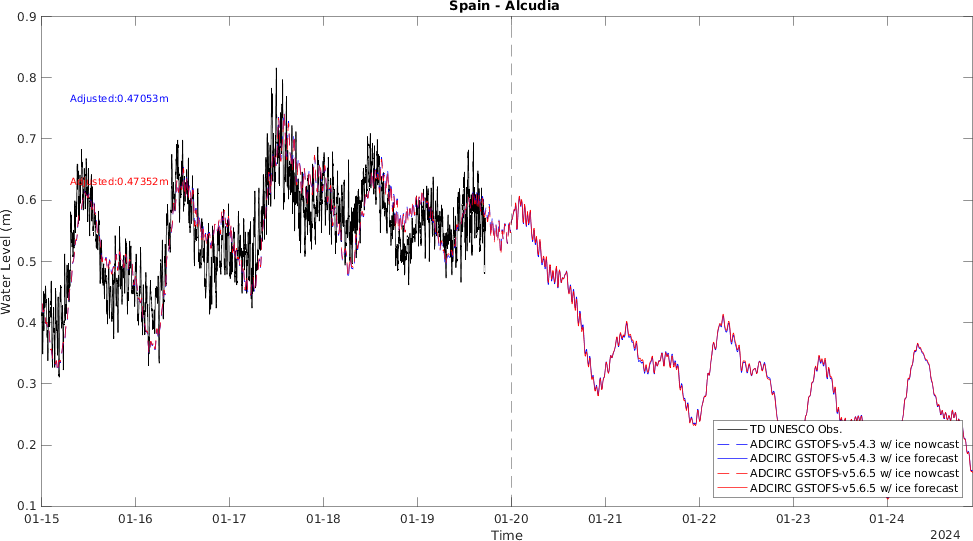 Spain - Alcudia
0.9
0.8
0.7
0.6
0.5
0.4
0.3
0.2
0.1
Water Level (m)
Adjusted:0.47053m
Adjusted:0.47352m
TD UNESCO Obs.
ADCIRC GSTOFS-v5.4.3 w/ ice nowcast
ADCIRC GSTOFS-v5.4.3 w/ ice forecast
ADCIRC GSTOFS-v5.6.5 w/ ice nowcast
ADCIRC GSTOFS-v5.6.5 w/ ice forecast
01-15 01-16 01-17 01-18 01-19 01-20 01-21 01-22 01-23 01-24
Time
2024